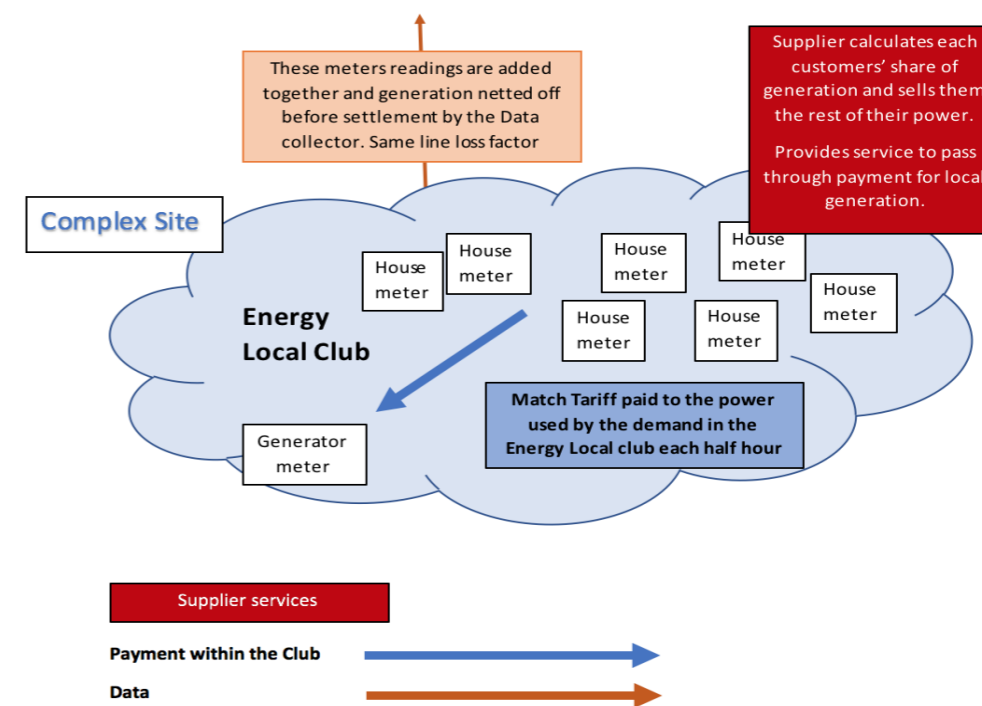 These meters readings are added
together and generation netted off
before settlement by the Data
collector. Same line loss factor
Supplier calculates each
customers’ share of
generation and sells them
the rest of their power.
Provides service to pass
through payment for local
generation.
Complex Site
House
meter
House
meter
House
meter
House
meter
House
meter
House
meter
House
meter
Energy
Local Club
Match Tariff paid to the power
used by the demand in the
Energy Local club each half hour
Generator
meter
Supplier services
Payment within the Club
Data